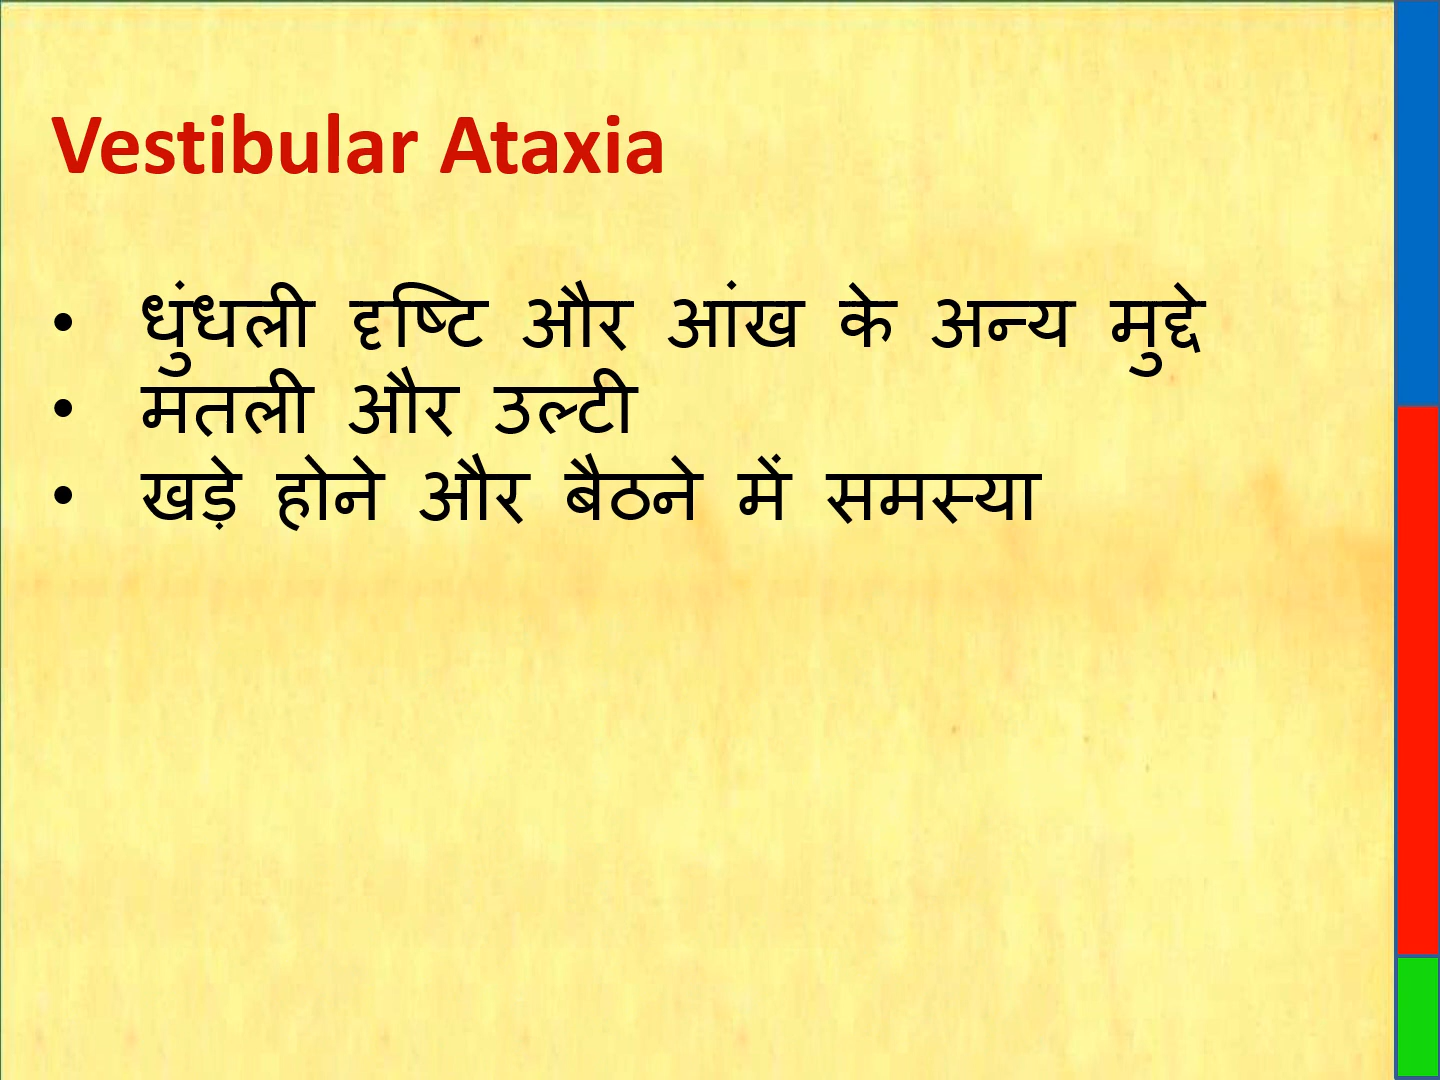 Vestibular Ataxia
• धुंधली दृष्टि और आंख के अन्य मुद्दे
• मतली और उल्टी
• खड़े होने और बैठने में समस्या